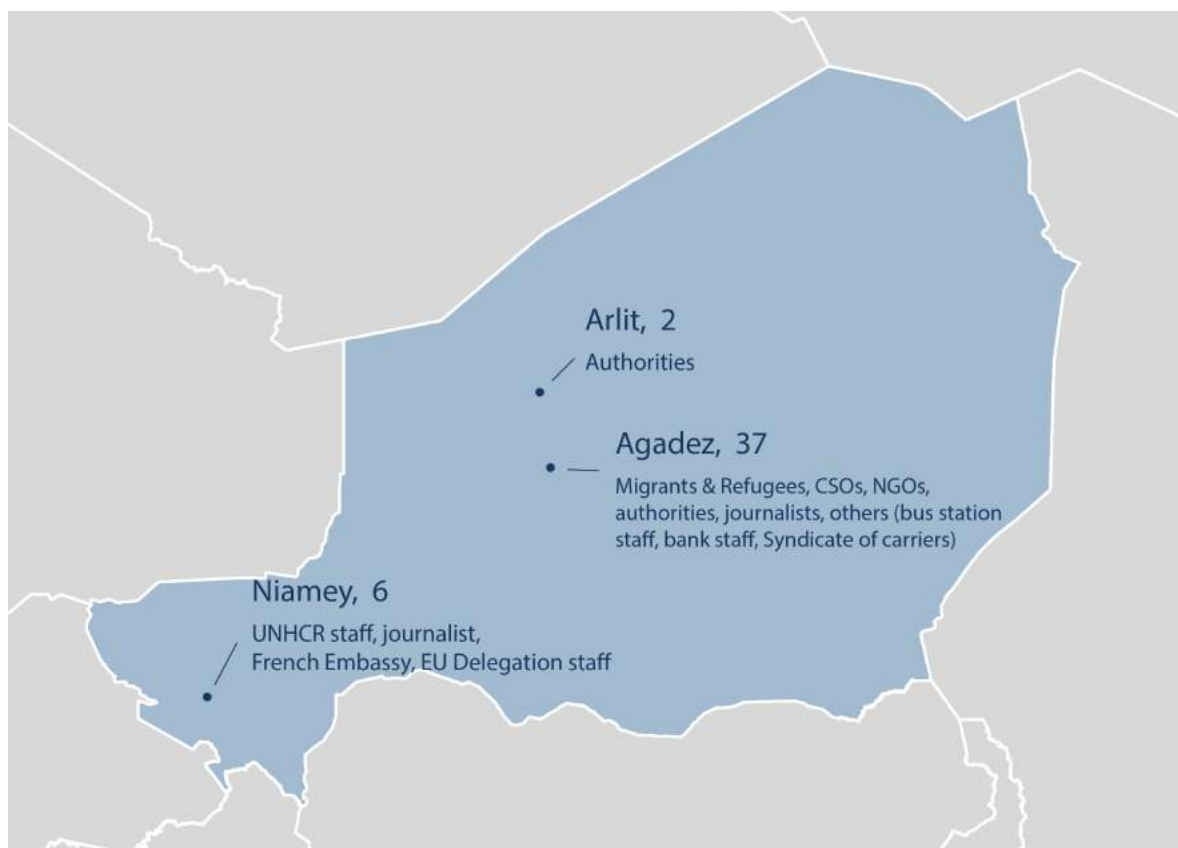 Arlit, 2
Authorities
Agadez, 37
Migrants & Refugees, CSOs, NGOs,
authorities, journalists, others (bus station
staff, bank staff, Syndicate of carriers)
Niamey, 6
UNHCR staff, journalist,
French Embassy, EU Delegation staff